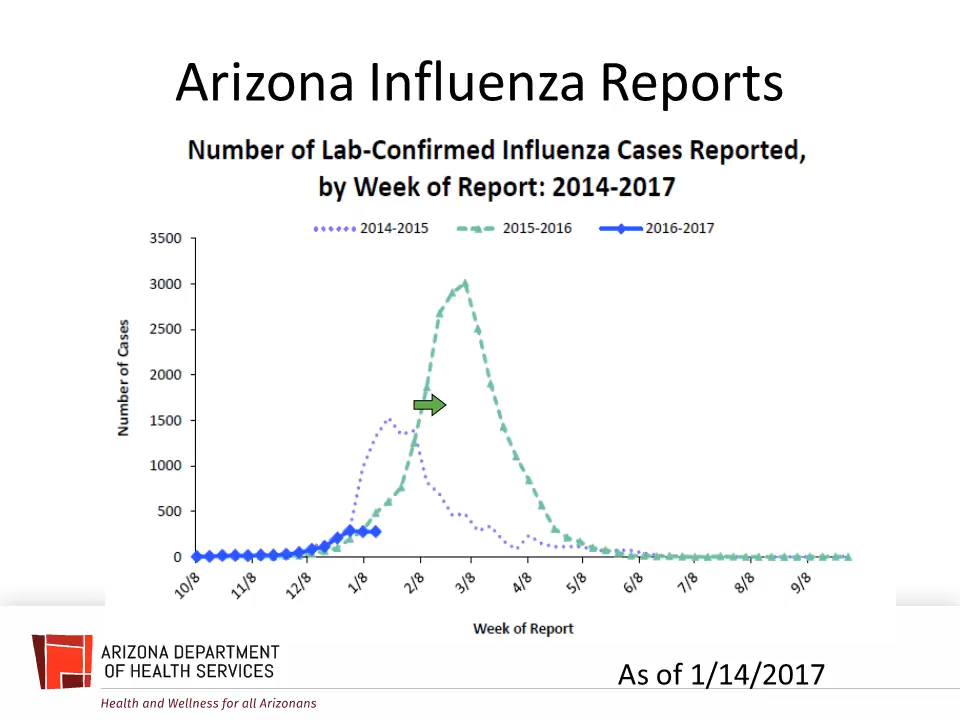 Arizona Influenza Reports
Number of Lab-Confirmed Influenza Cases Reported,
by Week of Report: 2014-2017
2014-2015 2015-2016 2016-2017
3500
3000
2500
2000
1500
1000
500
0
Number of Cases
10/8 11/8 12/8 1/8 2/8 3/8 4/8 5/8 6/8 7/8 8/8 9/8
Week of Report
ARIZONA DEPARTMENT
OF HEALTH SERVICES
Health and Wellness for all Arizonans
As of 1/14/2017